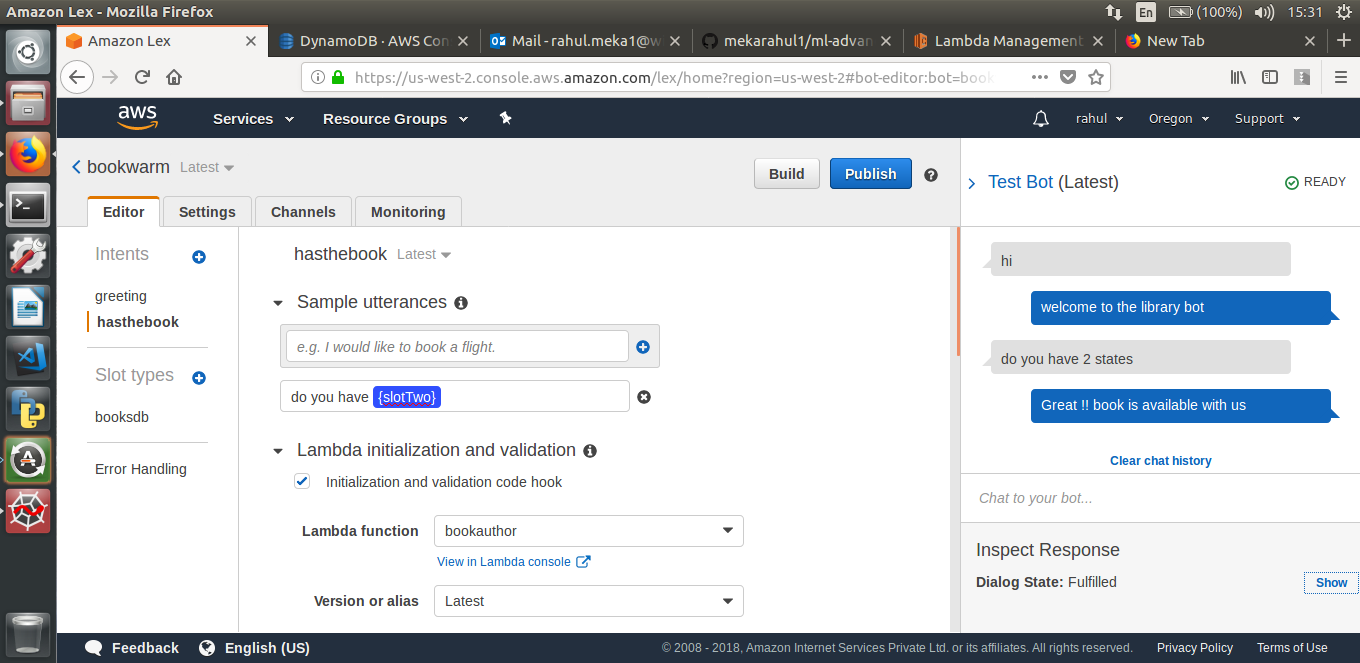 Amazon Lex - Mozilla Firefox
En (100%) 15:31
Amazon Lex
DynamoDB · AWS Con
Mail - rahul.meka1@w
mekarahul1/ml-advan
Lambda Management
New Tab
https://us-west-2.console.aws.amazon.com/lex/home?region=us-west-2#bot-editor:bot=book
aws
Services
Resource Groups
rahul
Oregon
Support
bookwarm Latest
Build
Publish
Editor
Settings
Channels
Monitoring
Intents
greeting
hasthebook
Slot types
booksdb
Error Handling
hasthebook Latest
Sample utterances
e.g. I would like to book a flight.
do you have {slotTwo}
Lambda initialization and validation
Initialization and validation code hook
Lambda function bookauthor
View in Lambda console
Version or alias Latest
Test Bot (Latest)
READY
hi
welcome to the library bot
do you have 2 states
Great !! book is available with us
Clear chat history
Chat to your bot...
Inspect Response
Dialog State: Fulfilled
Show
Feedback
English (US)
© 2008 - 2018, Amazon Internet Services Private Ltd. or its affiliates. All rights reserved.
Privacy Policy
Terms of Use